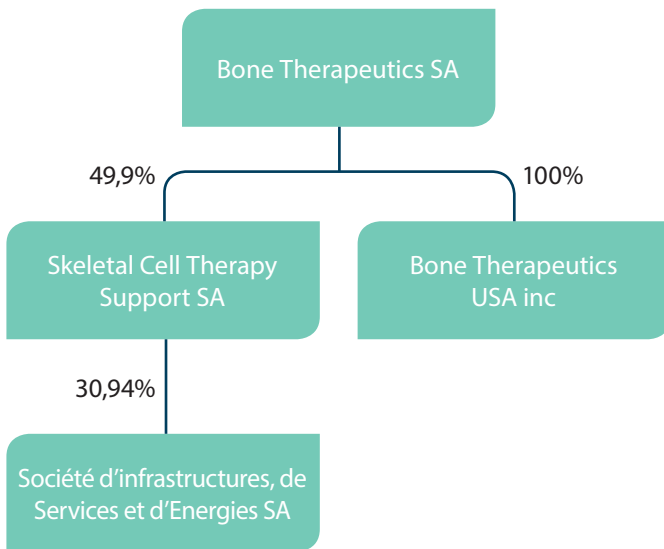 Bone Therapeutics SA
49,9%
100%
Skeletal Cell Therapy
Support SA
Bone Therapeutics
USA inc
30,94%
Société d’infrastructures, de
Services et d’Energies SA